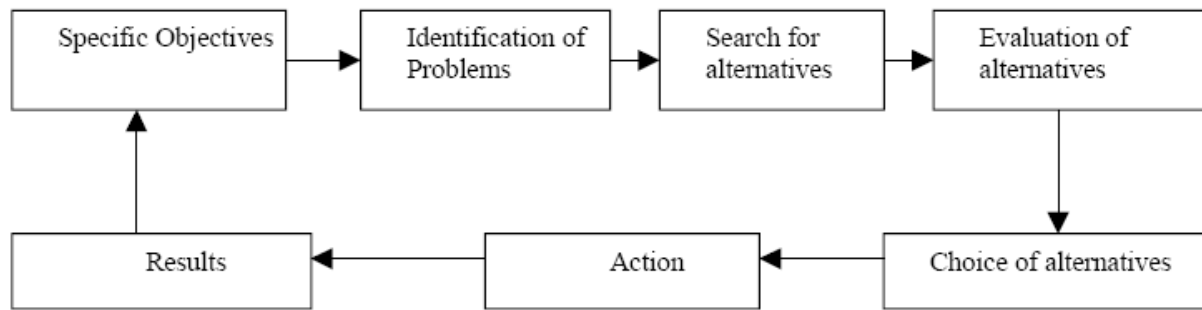 Specific Objectives
Identification of
Problems
Search for
alternatives
Evaluation of
alternatives
Results
Action
Choice of alternatives